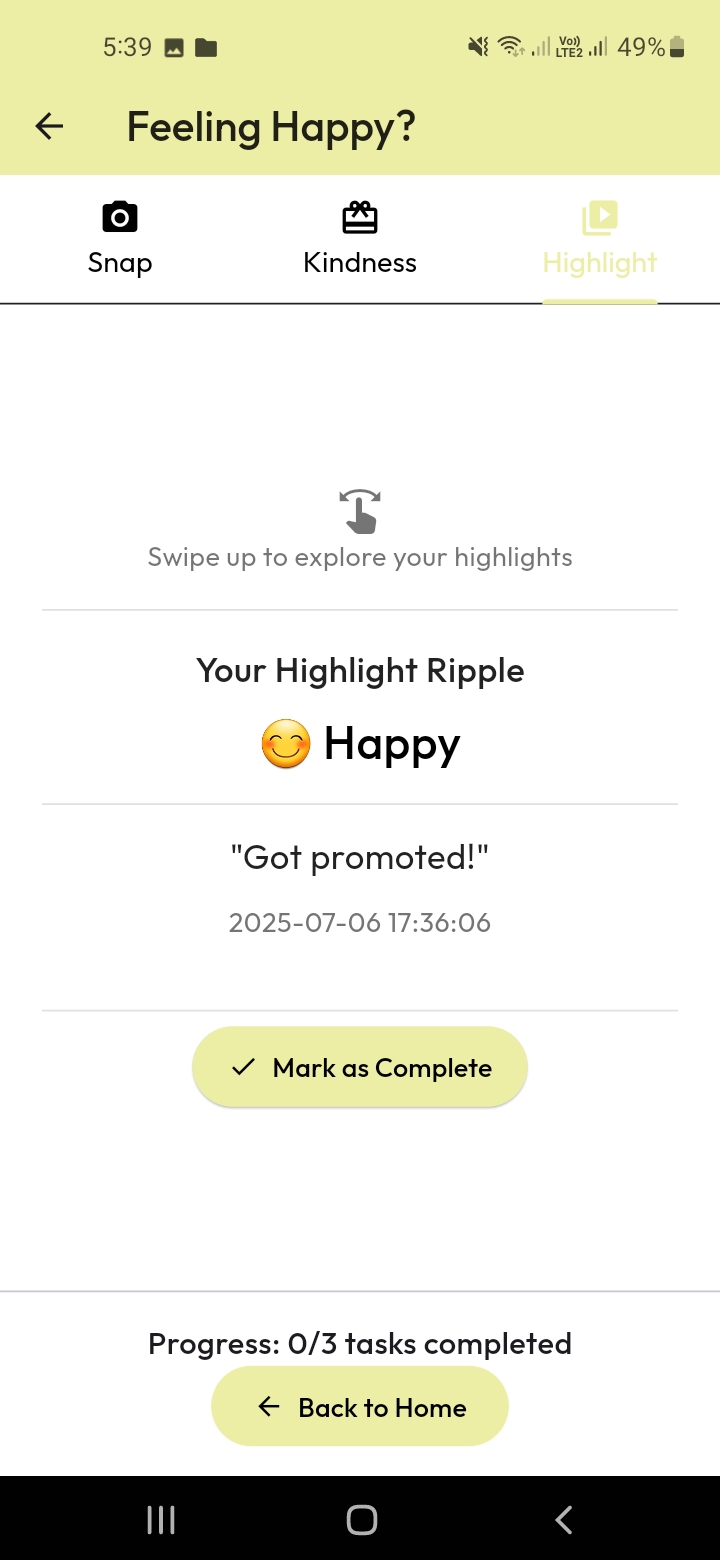 5:39
Vo))
LTE2
49%
Feeling Happy?
Snap
Kindness
Highlight
Swipe up to explore your highlights
Your Highlight Ripple
😊 Happy
"Got promoted!"
2025-07-06 17:36:06
Mark as Complete
Progress: 0/3 tasks completed
Back to Home